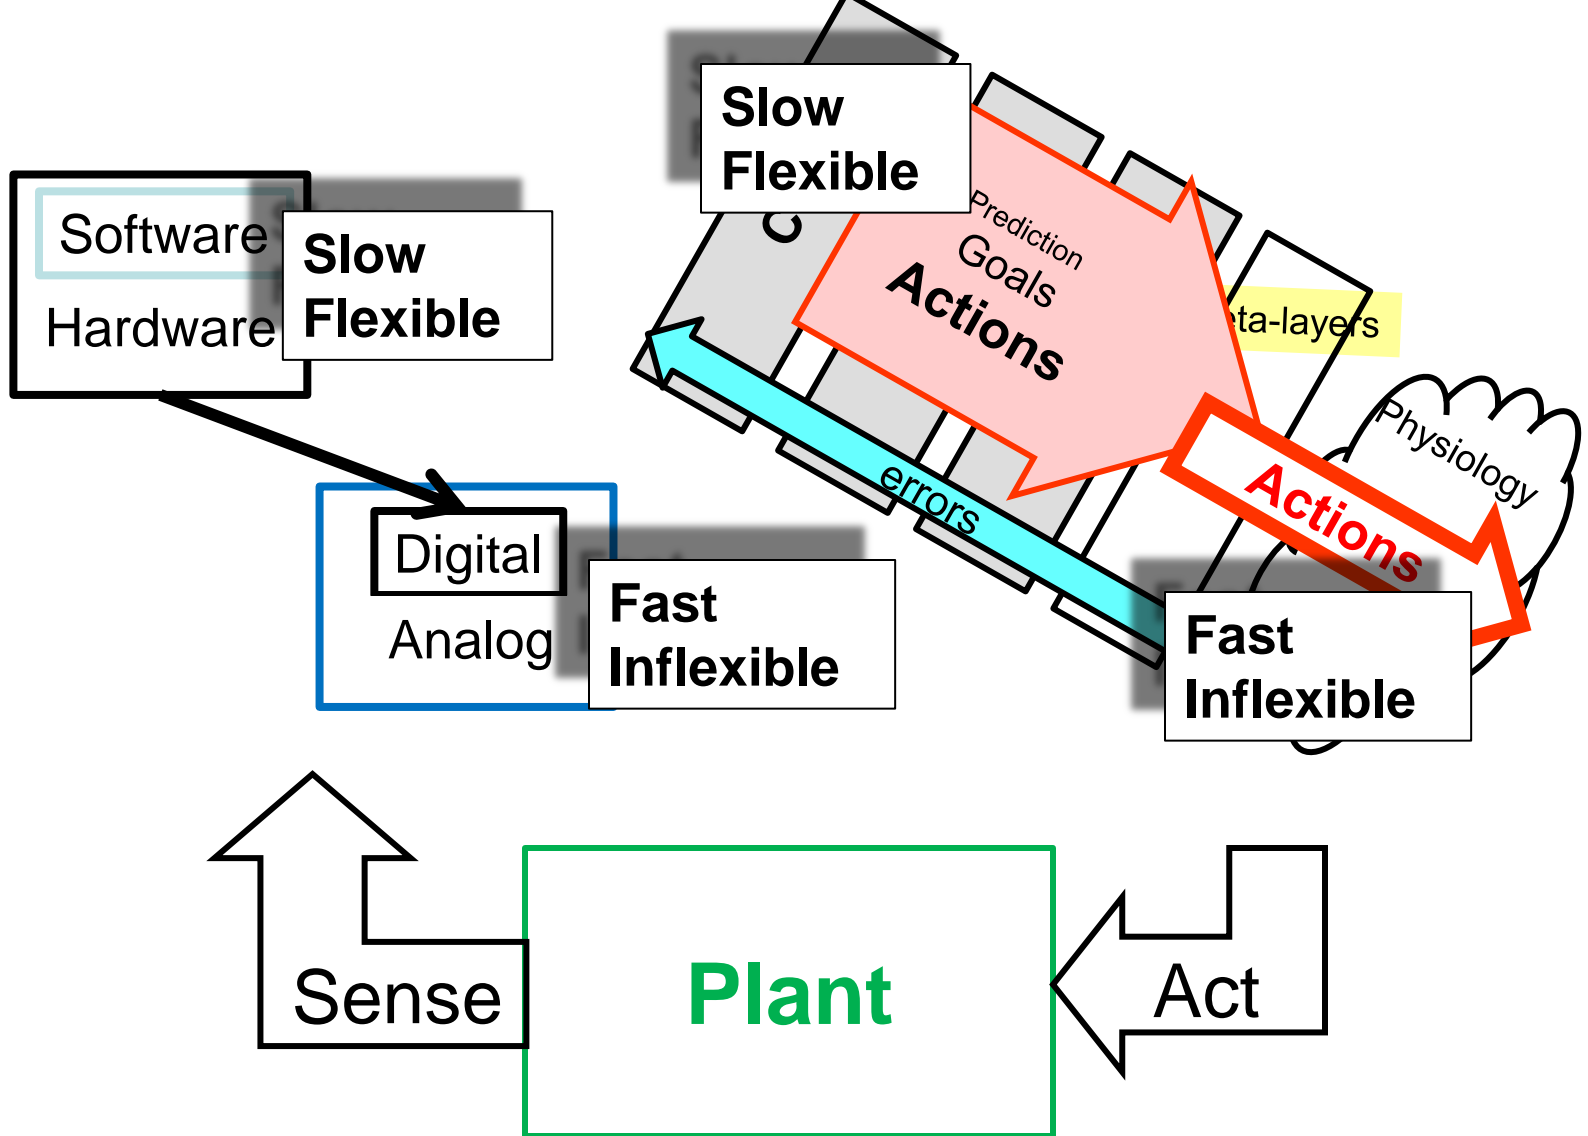 Slow
Flexible
Software
Hardware
Slow
Flexible
Prediction
Goals
Actions
errors
Physiology
Actions
Digital
Analog
Fast
Inflexible
Fast
Inflexible
Sense
Plant
Act